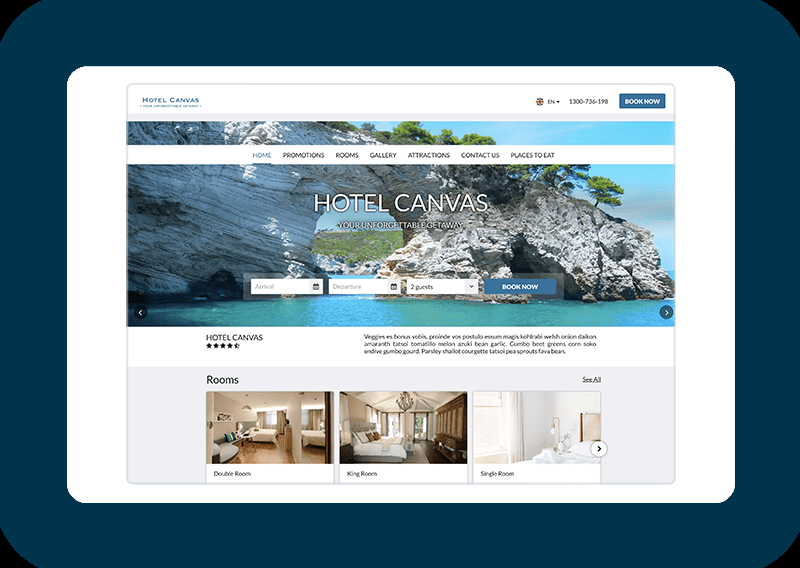 HOTEL CANVAS
YOUR UNFORGETTABLE GETAWAY
EN
1300-736-198
BOOK NOW
HOME PROMOTIONS ROOMS GALLERY ATTRACTIONS CONTACT US PLACES TO EAT
HOTEL CANVAS
YOUR UNFORGETTABLE GETAWAY
Arrival Departure 2 guests BOOK NOW
HOTEL CANVAS
Veggies es bonus vobis, proinde vos postulo essum magis kohlrabi welsh onion daikon
amaranth tatsoi tomatillo melon azuki bean garlic. Gumbo beet greens corn soko
endive gumbo gourd. Parsley shallot courgette tatsoi pea sprouts fava bean.
Rooms See All
Double Room King Room Single Room